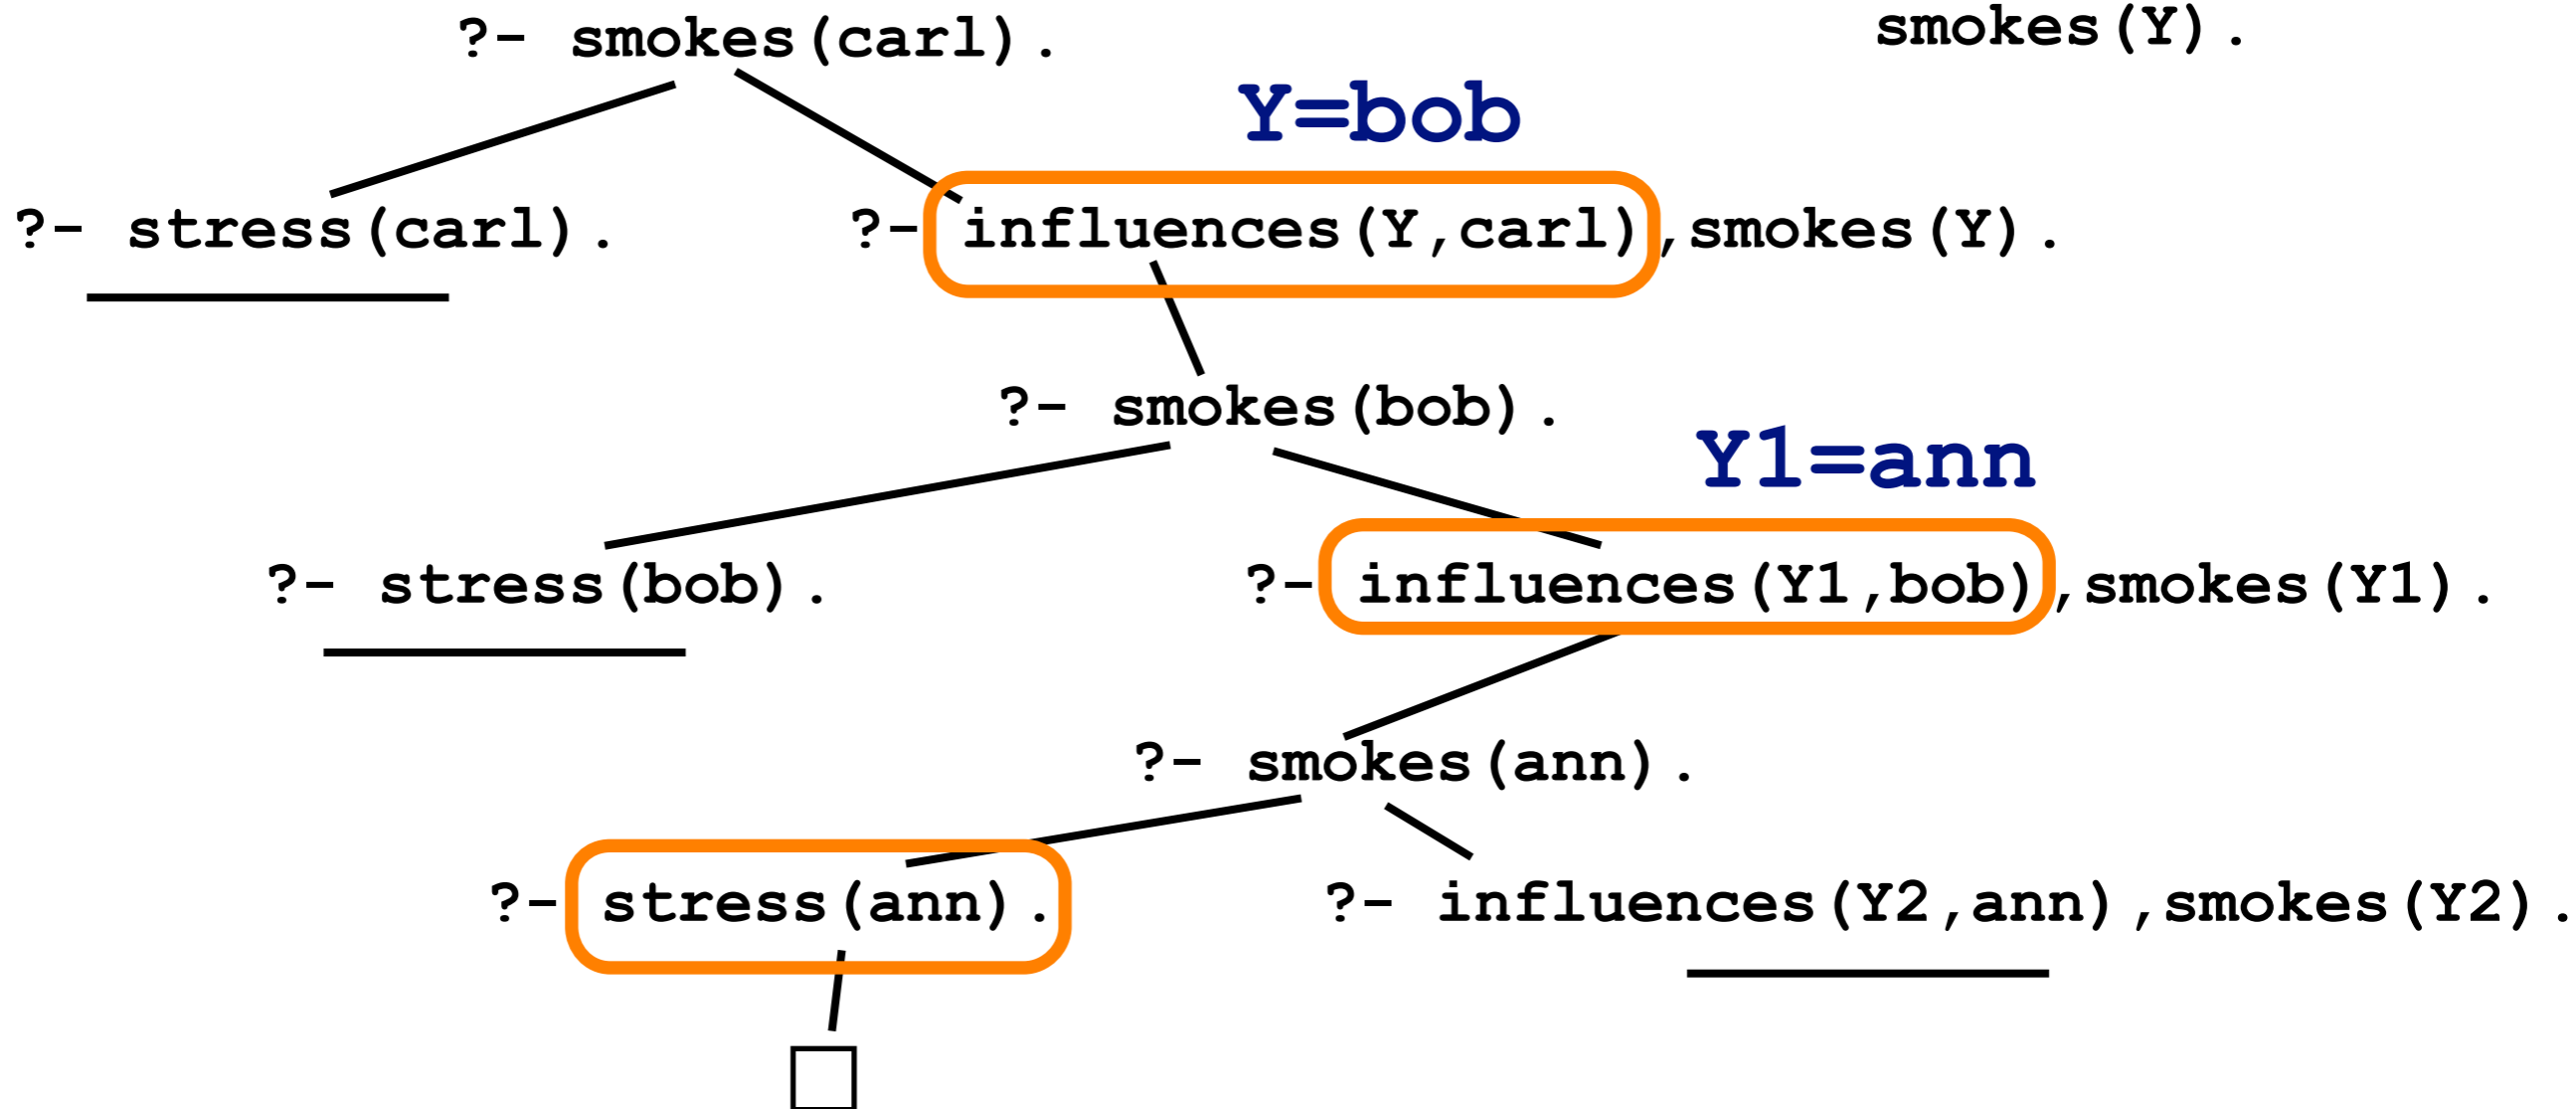 ?- smokes(carl).
smokes(Y).
Y=bob
?- stress(carl).
?- influences(Y,carl),smokes(Y).
?- smokes(bob).
Y1=ann
?- stress(bob).
?- influences(Y1,bob),smokes(Y1).
?- smokes(ann).
?- stress(ann).
?- influences(Y2,ann),smokes(Y2).